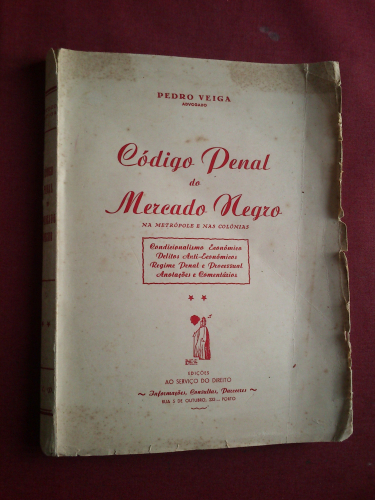 PEDRO VEIGA
ADVOGADO
Código Penal
do
Mercado Negro
NA METRÓPOLE E NAS COLÓNIAS
Condicionalismo Económico
Delitos Anti-Económicos
Regime Penal e Processual
Anotações e Comentários
EDIÇÕES
AO SERVIÇO DO DIREITO
Informações, Consultas, Pareceres
RUA 5 DE OUTUBRO, — PORTO